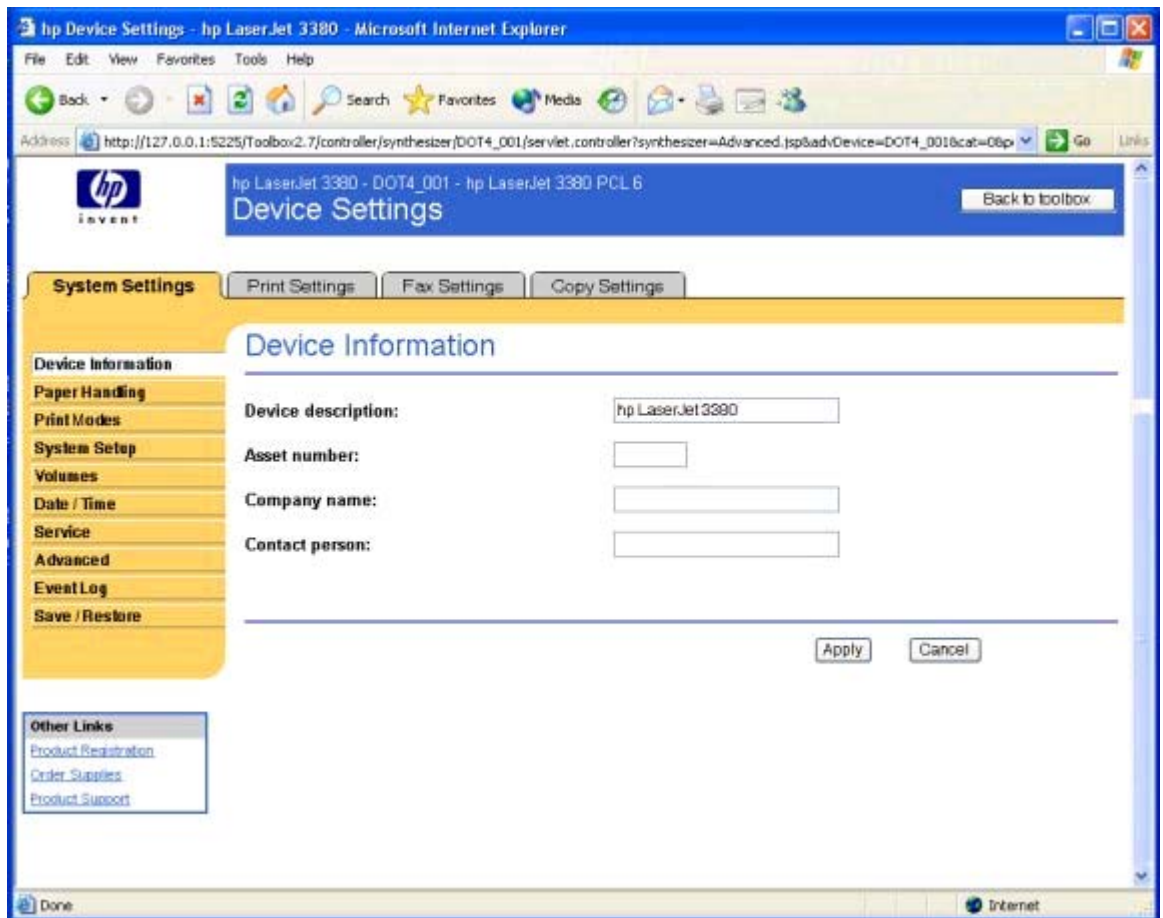 hp Device Settings - hp LaserJet 3380 - Microsoft Internet Explorer
File Edit View Favorites Tools Help
Back Search Favorites Media
Address http://127.0.0.1:5225/Toolbox2.7/controller/synthesizer/DOT4_001/servlet.controller?synthesizer=Advanced.jsp&advDevice=DOT4_001&cat=0&p Go Links
hp
invent
hp LaserJet 3380 - DOT4_001 - hp LaserJet 3380 PCL 6
Device Settings
Back to toolbox
System Settings Print Settings Fax Settings Copy Settings
Device Information
Device Information
Paper Handling
Print Modes
System Setup
Volumes
Date / Time
Service
Advanced
Event Log
Save / Restore
Device description: hp LaserJet 3380
Asset number:
Company name:
Contact person:
Apply Cancel
Other Links
Product Registration
Order Supplies
Product Support
Done Internet